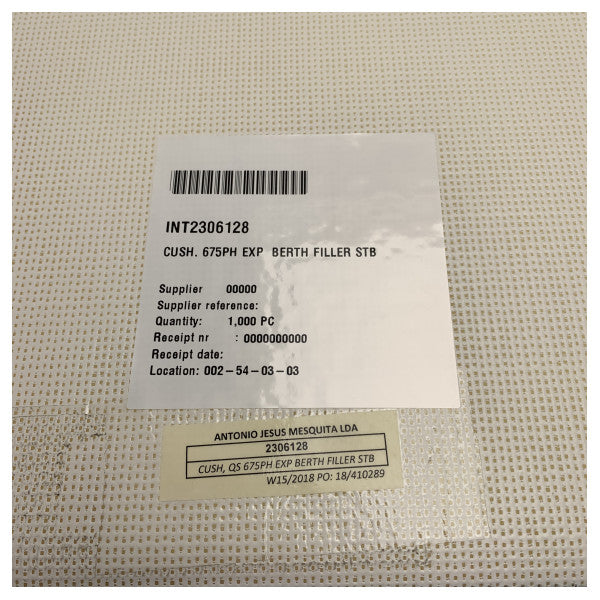 INT2306128
CUSH. 675PH EXP BERTH FILLER STB
Supplier 00000
Supplier reference:
Quantity: 1,000 PC
Receipt nr : 0000000000
Receipt date:
Location: 002-54-03-03
ANTONIO JESUS MESQUITA LDA
2306128
CUSH, QS 675PH EXP BERTH FILLER STB
W15/2018 PO: 18/410289